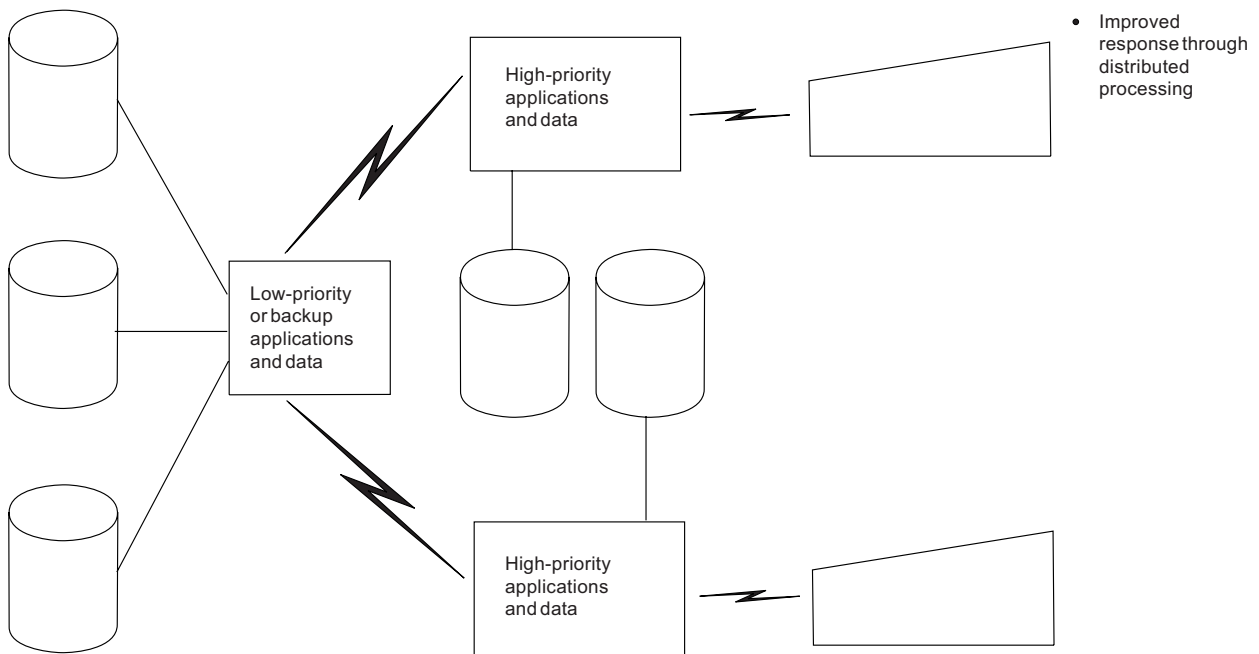 • Improved
response through
distributed
processing
High-priority
applications
and data
Low-priority
or backup
applications
and data
High-priority
applications
and data